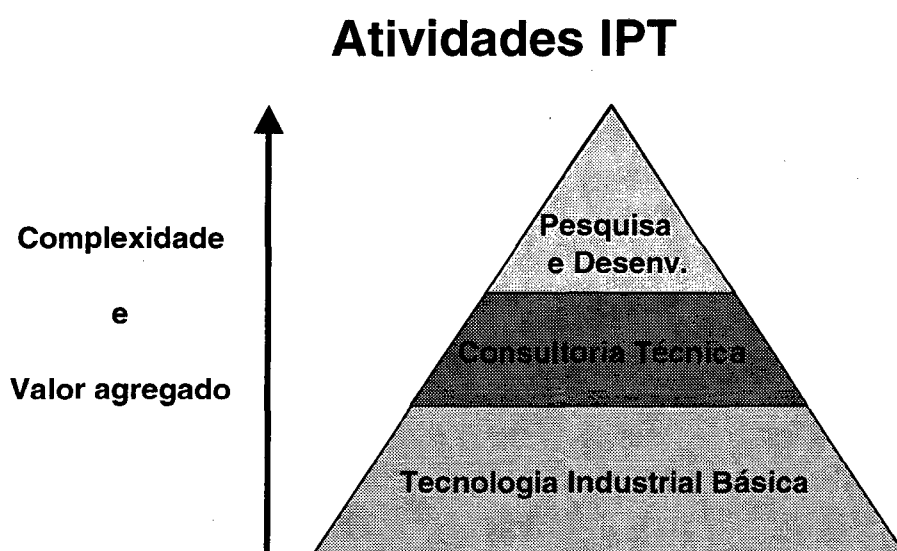 Atividades IPT
Complexidade
e
Valor agregado
Pesquisa
e Desenv.
Consultoria Técnica
Tecnologia Industrial Básica